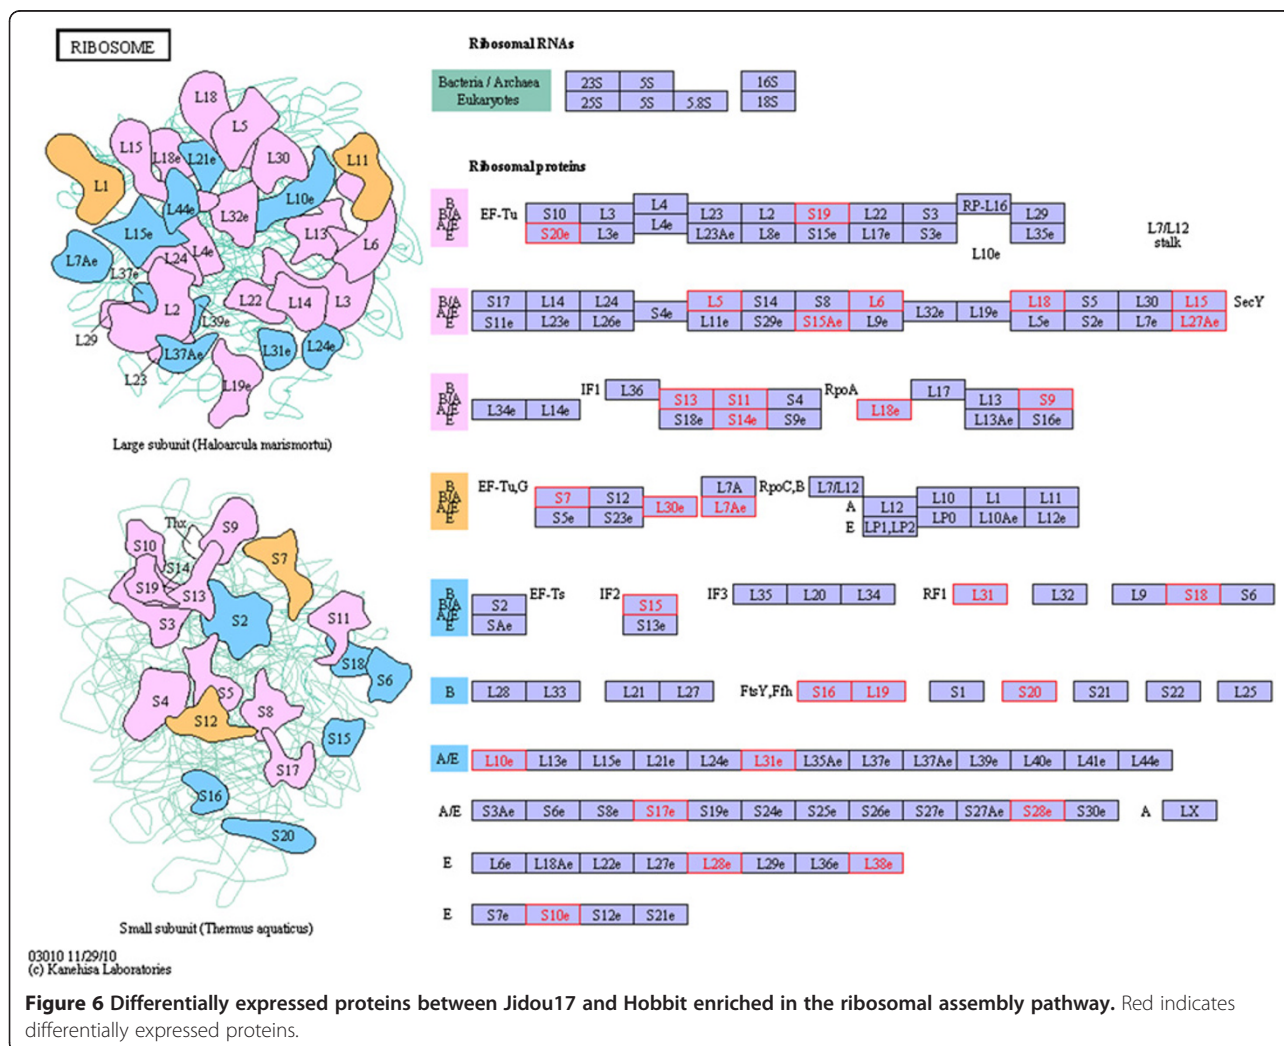 RIBOSOME
Ribosomal RNAs
Bacteria / Archaea 23S 5S 16S
Eukaryotes 25S 5S 5.8S 18S
Ribosomal proteins
B
B/A
A/E
E
EF-Tu S10 L3 L4 L23 L2 S19 L22 S3 RP-L16 L29
S20e L3e L4e L23Ae L8e S15e L17e S3e L10e L35e
L7/L12
stalk
B/A
A/E
E
S17 L14 L24 L5 S14 S8 L6 L18 S5 L30 L15 SecY
S11e L23e L26e S4e L11e S29e S15Ae L9e L32e L19e L5e S2e L7e L27Ae
B
B/A
A/E
E
IF1 L36 S13 S11 S4 RpoA L17 L13 S9
L34e L14e S18e S14e S9e L18e L13Ae S16e
B
B/A
A/E
E
EF-Tu,G S7 S12 L7A RpoC,B L7/L12 L10 L1 L11
S5e S23e L30e L7Ae A L12 LP0 L10Ae L12e
E LP1,LP2
B
B/A
A/E
E
S2 EF-Ts IF2 S15 IF3 L35 L20 L34 RF1 L31 L32 L9 S18 S6
SAe S13e
B L28 L33 L21 L27 FtsY,Ffh S16 L19 S1 S20 S21 S22 L25
A/E L10e L13e L15e L21e L24e L31e L35Ae L37e L37Ae L39e L40e L41e L44e
A/E S3Ae S6e S8e S17e S19e S24e S25e S26e S27e S27Ae S28e S30e A LX
E L6e L18Ae L22e L27e L28e L29e L36e L38e
E S7e S10e S12e S21e
L18
L5
L15
L18e
L21e
L30
L11
L1
L44e
L10e
L32e
L15e
L13
L6
L7Ae
L4e
L24
L37e
L2
L22
L14
L3
L39e
L29
L37Ae
L31e
L24e
L23
L19e
Large subunit (Haloarcula marismortui)
Thx
S9
S10
S14
S7
S19
S13
S3
S2
S11
S18
S6
S4
S5
S8
S12
S15
S17
S16
S20
Small subunit (Thermus aquaticus)
03010 11/29/10
(c) Kanehisa Laboratories
Figure 6 Differentially expressed proteins between Jidou17 and Hobbit enriched in the ribosomal assembly pathway. Red indicates
differentially expressed proteins.